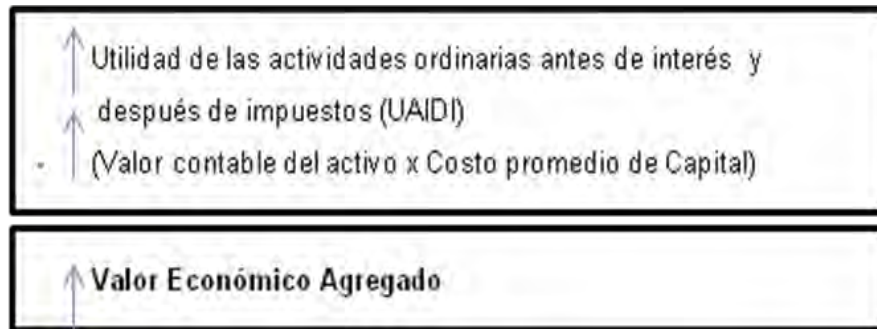 Utilidad de las actividades ordinarias antes de interés y
después de impuestos (UAIDI)
- (Valor contable del activo x Costo promedio de Capital)
Valor Económico Agregado